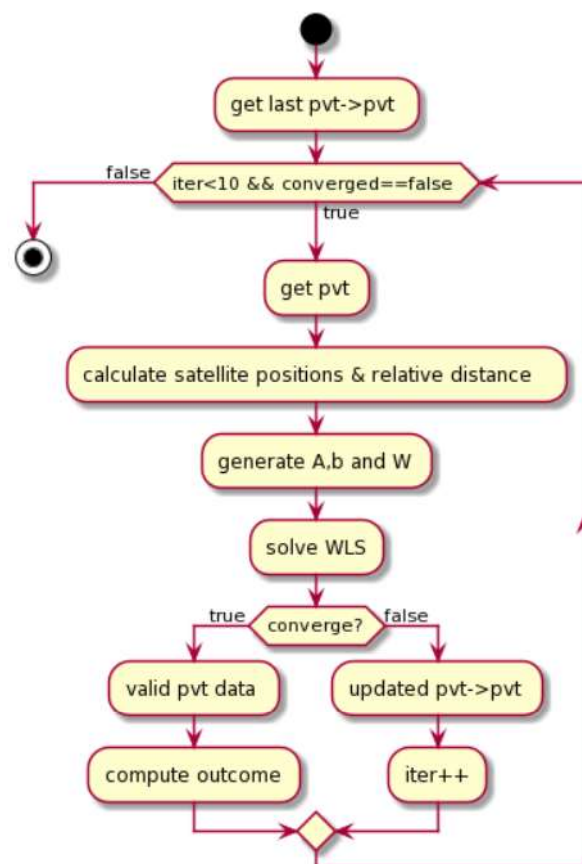 get last pvt->pvt
false
iter<10 && converged==false
true
get pvt
calculate satellite positions & relative distance
generate A,b and W
solve WLS
true
converge?
false
valid pvt data
updated pvt->pvt
compute outcome
iter++